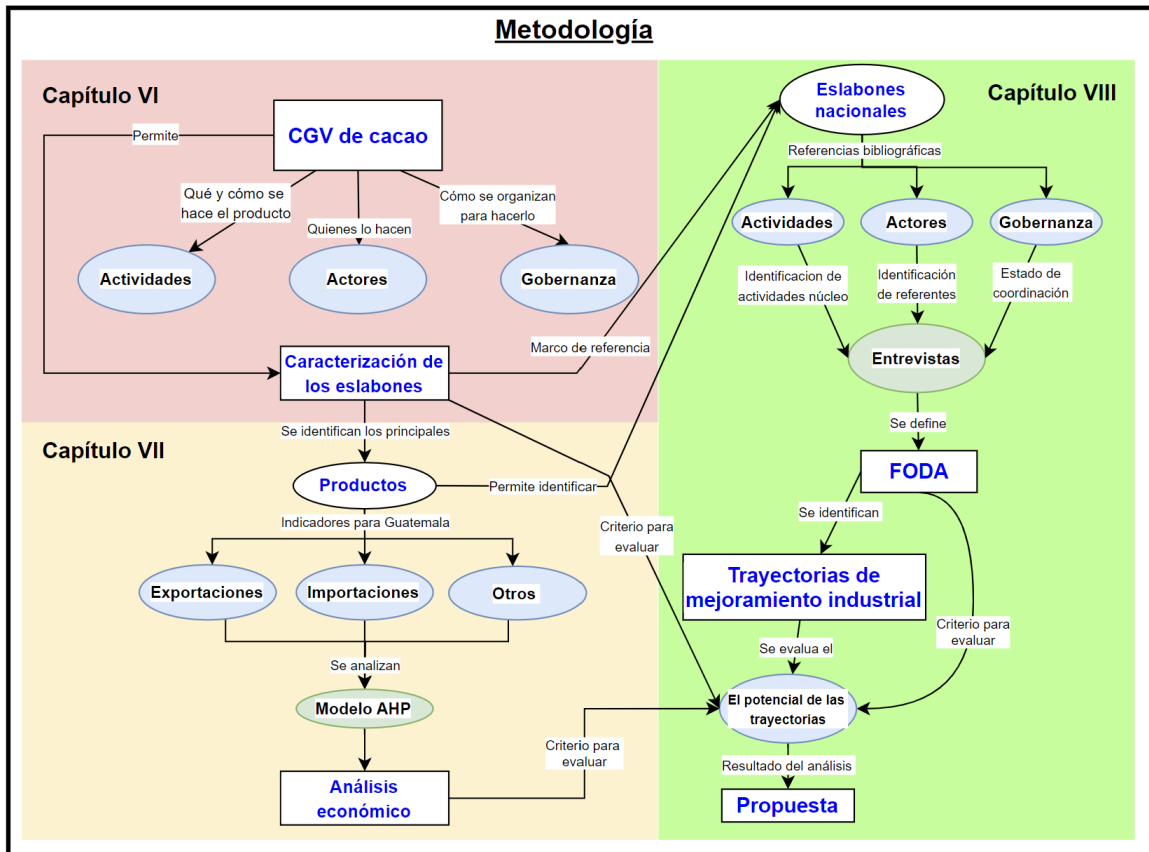 Metodología
Capítulo VI
CGV de cacao
Permite
Qué y cómo se
hace el producto
Quienes lo hacen
Cómo se organizan
para hacerlo
Actividades
Actores
Gobernanza
Caracterización de
los eslabones
Marco de referencia
Capítulo VII
Se identifican los principales
Productos
Permite identificar
Indicadores para Guatemala
Exportaciones
Importaciones
Otros
Criterio para
evaluar
Se analizan
Modelo AHP
Análisis
económico
Criterio para
evaluar
Capítulo VIII
Eslabones
nacionales
Referencias bibliográficas
Actividades
Actores
Gobernanza
Identificacion de
actividades núcleo
Identificación
de referentes
Estado de
coordinación
Entrevistas
Se define
FODA
Se identifican
Trayectorias de
mejoramiento industrial
Criterio para
evaluar
Se evalua el
El potencial de las
trayectorias
Resultado del análisis
Propuesta